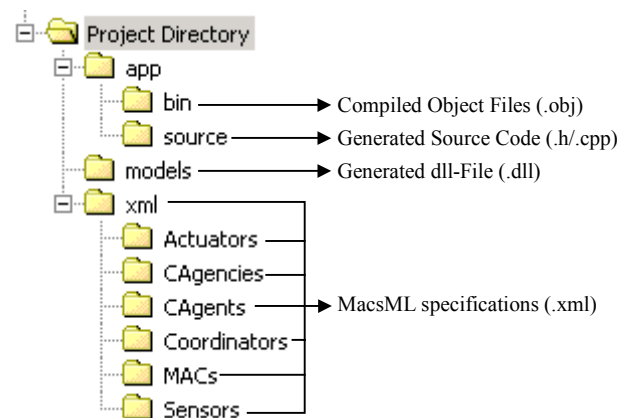 Project Directory
app
bin Compiled Object Files (.obj)
source Generated Source Code (.h/.cpp)
models Generated dll-File (.dll)
xml
Actuators
CAgencies
CAgents MacsML specifications (.xml)
Coordinators
MACs
Sensors